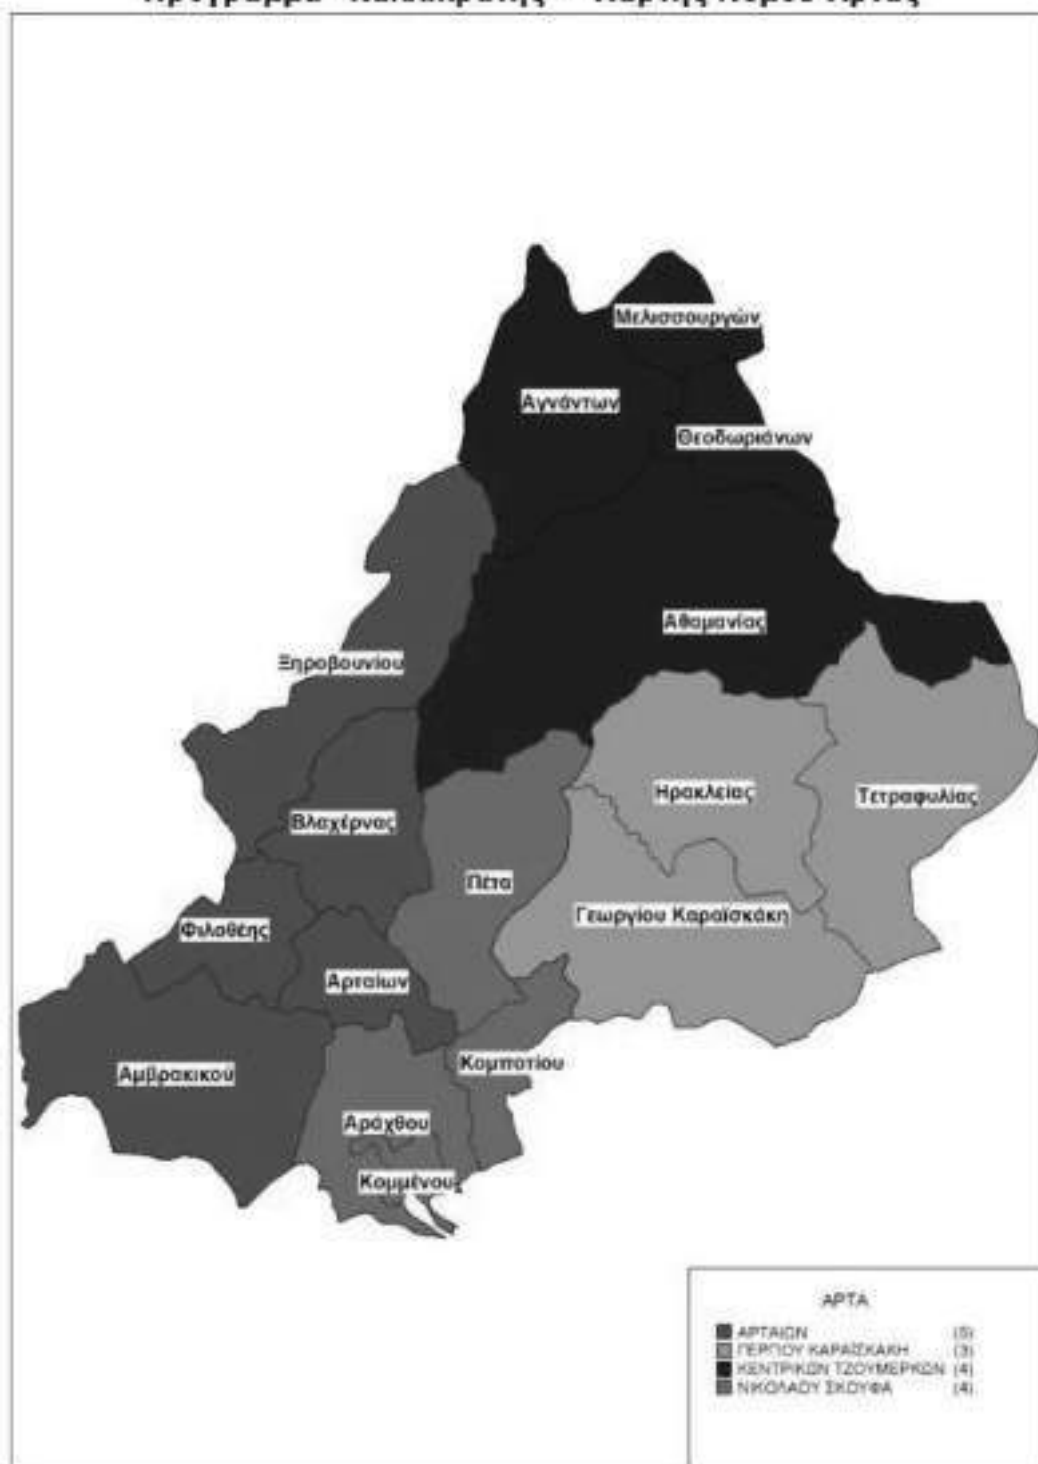 Μελισσουργών
Αγνάντων
Θεοδωριάνων
Αθαμανίας
Ξηροβουνίου
Ηρακλείας
Τετραφυλίας
Βλαχέρνας
Πέτα
Γεωργίου Καραϊσκάκη
Φιλοθέης
Αρταίων
Κομποτίου
Αμβρακικού
Αράχθου
Κομμένου
ΑΡΤΑ
ΑΡΤΑΙΩΝ (5)
ΚΑΡΑΪΣΚΑΚΗ (3)
ΚΕΝΤΡΙΚΩΝ ΤΖΟΥΜΕΡΚΩΝ (4)
ΝΙΚΟΛΑΟΥ ΣΚΟΥΦΑ (4)